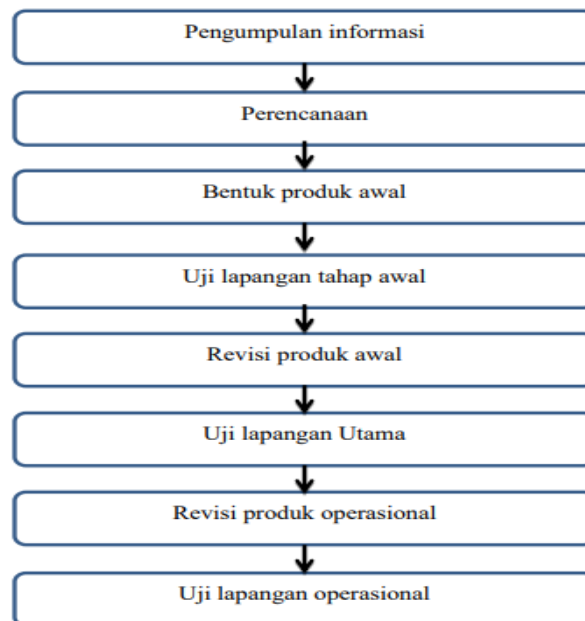 Pengumpulan informasi
Perencanaan
Bentuk produk awal
Uji lapangan tahap awal
Revisi produk awal
Uji lapangan Utama
Revisi produk operasional
Uji lapangan operasional